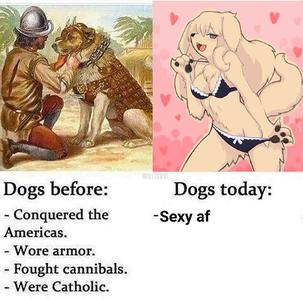 Dogs before:
- Conquered the
Americas.
- Wore armor.
- Fought cannibals.
- Were Catholic.
Dogs today:
-Sexy af